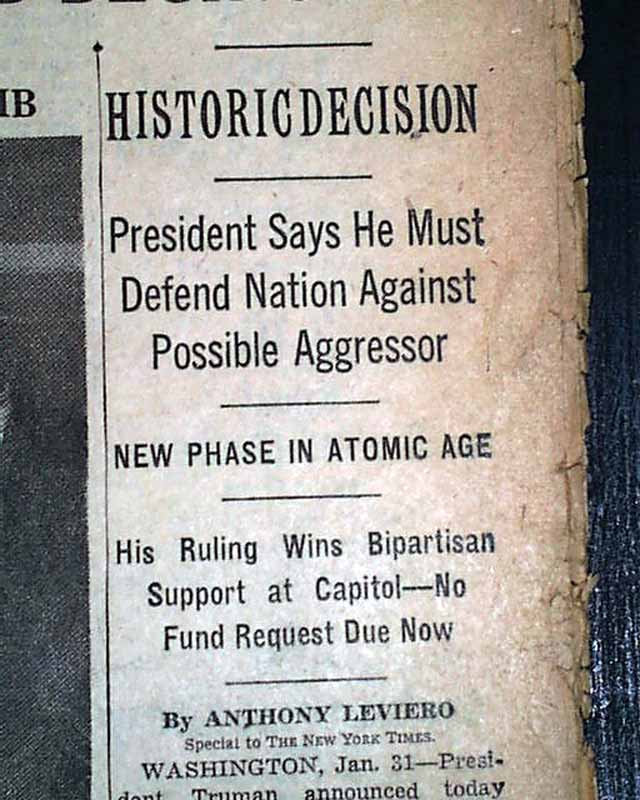 HISTORIC DECISION
President Says He Must
Defend Nation Against
Possible Aggressor
NEW PHASE IN ATOMIC AGE
His Ruling Wins Bipartisan
Support at Capitol—No
Fund Request Due Now
By ANTHONY LEVIERO
Special to THE NEW YORK TIMES.
WASHINGTON, Jan. 31—Presi-
dent Truman announced today